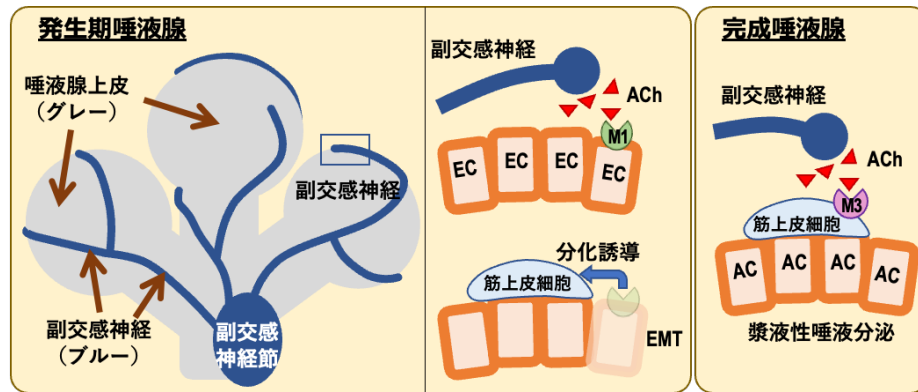 発生期唾液腺
唾液腺上皮
（グレー）
副交感神経
副交感神経
（ブルー）
副交感
神経節
副交感神経
ACh
M1
EC
EC
EC
EC
分化誘導
筋上皮細胞
EMT
完成唾液腺
副交感神経
ACh
M3
筋上皮細胞
AC
AC
AC
AC
漿液性唾液分泌